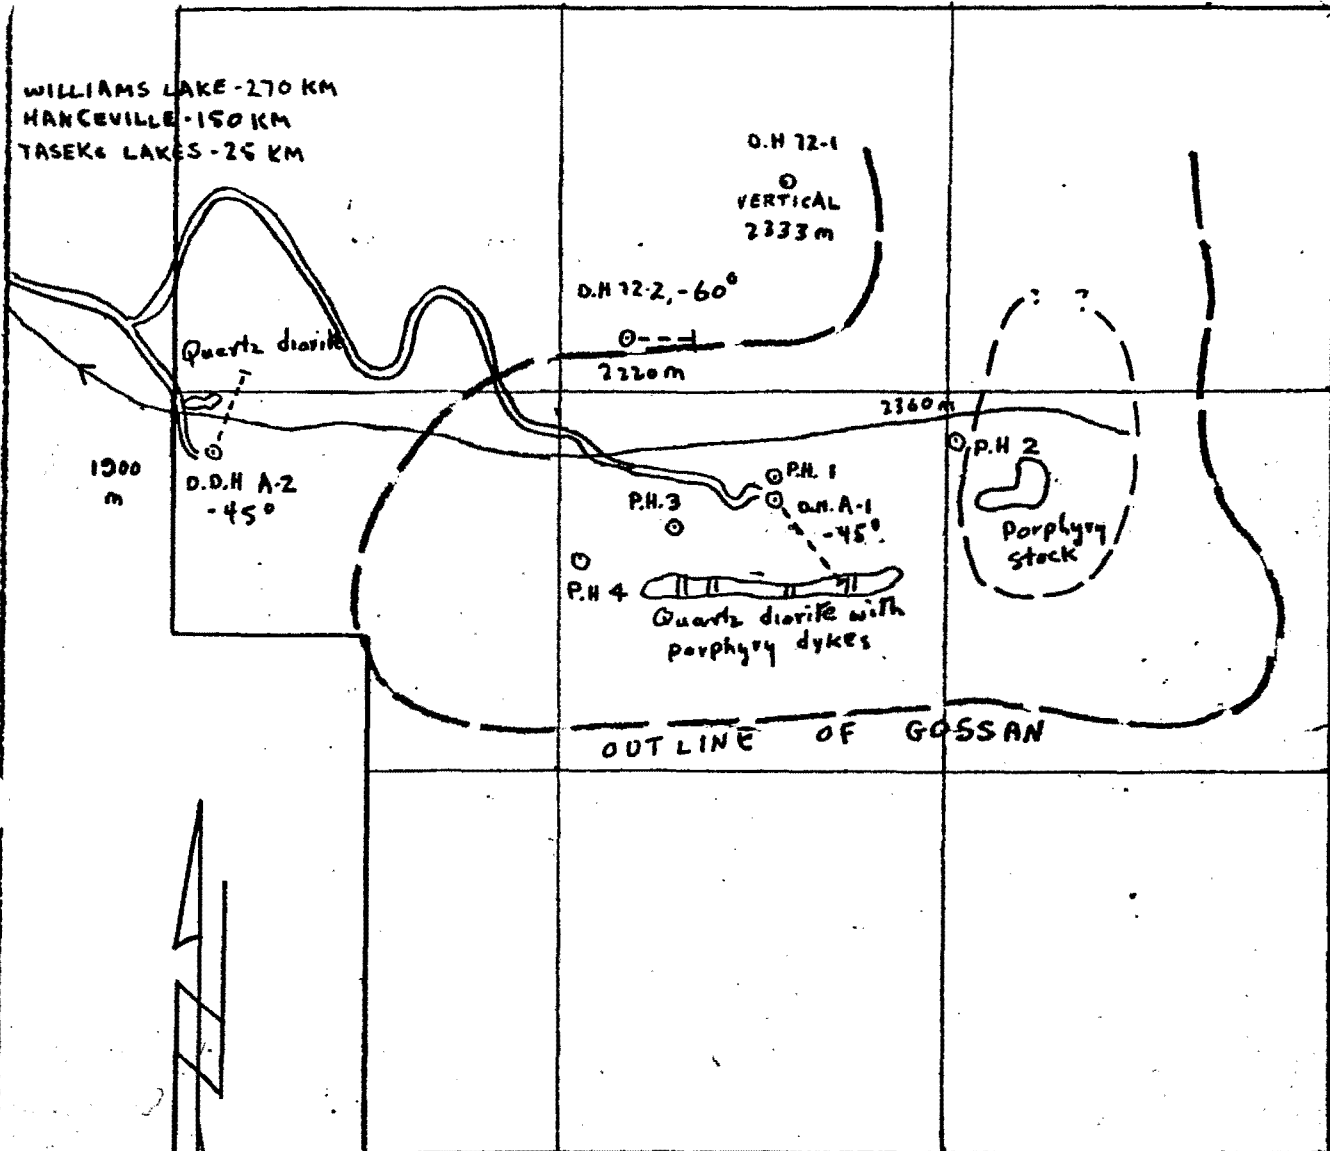 WILLIAMS LAKE - 270 KM
HANCEVILLE - 150 KM
TASEKO LAKES - 25 KM
D.H 72-1
VERTICAL
2333 m
D.H 72-2, -60°
2220 m
? ?
Quartz diorite
2360 m
1900
m
D.D.H A-2
-45°
P.H. 1
P.H 2
P.H. 3
D.H. A-1
-45°
Porphyry
stock
P.H 4
Quartz diorite with
porphyry dykes
OUTLINE OF GOSSAN